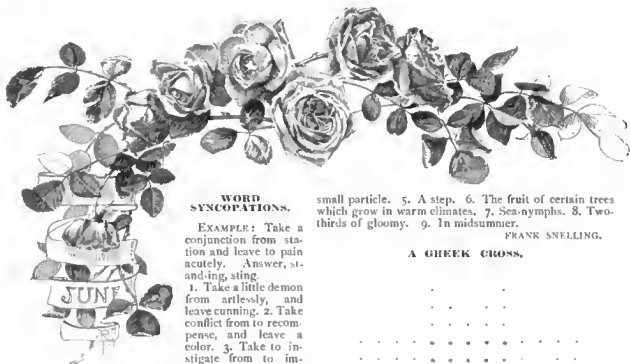 JUNE
WORD
SYNCOPATIONS.
EXAMPLE: Take a
conjunction from sta-
tion and leave to pain
acutely. Answer, st-
and-ing, sting.
1. Take a little demon
from artlessly, and
leave cunning. 2. Take
conflict from to recom-
pense, and leave a
color. 3. Take to in-
stigate from to im-
small particle. 5. A step. 6. The fruit of certain trees
which grow in warm climates. 7. Sea-nymphs. 8. Two-
thirds of gloomy. 9. In midsummer.
FRANK SNELLING.
A GREEK CROSS.